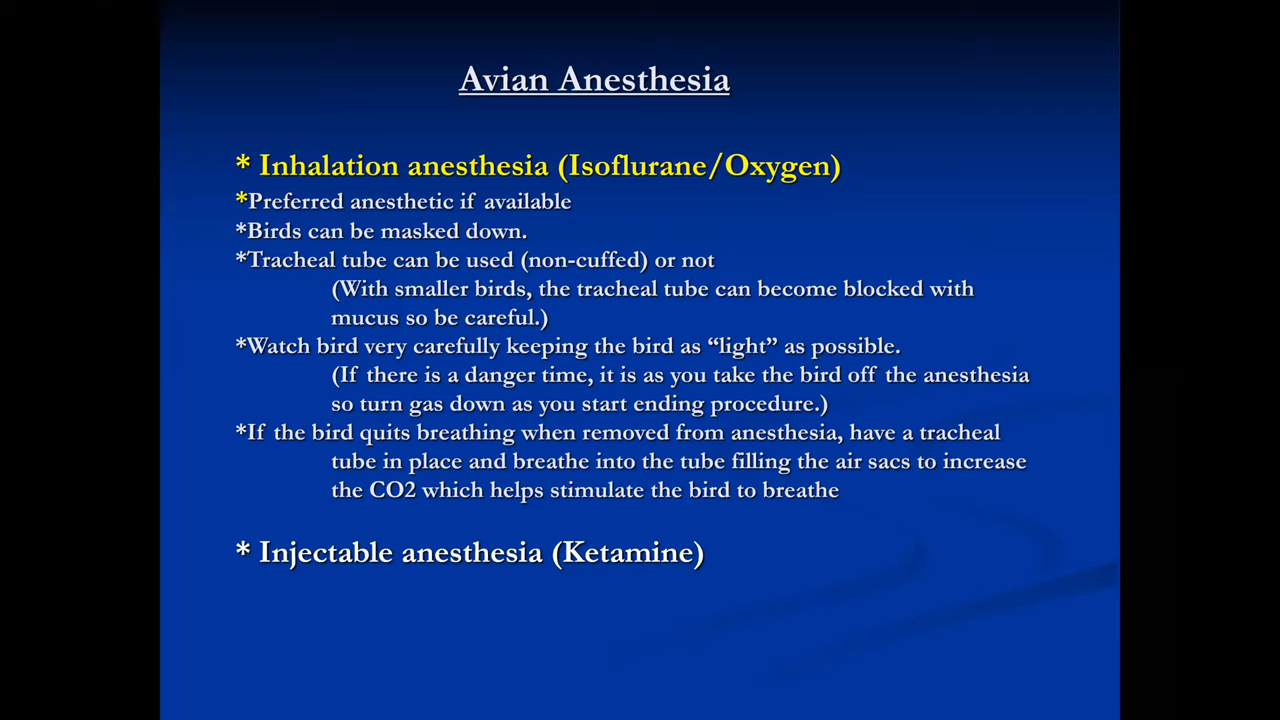 Avian Anesthesia
* Inhalation anesthesia (Isoflurane/Oxygen)
*Preferred anesthetic if available
*Birds can be masked down.
*Tracheal tube can be used (non-cuffed) or not
(With smaller birds, the tracheal tube can become blocked with
mucus so be careful.)
*Watch bird very carefully keeping the bird as “light” as possible.
(If there is a danger time, it is as you take the bird off the anesthesia
so turn gas down as you start ending procedure.)
*If the bird quits breathing when removed from anesthesia, have a tracheal
tube in place and breathe into the tube filling the air sacs to increase
the CO2 which helps stimulate the bird to breathe
* Injectable anesthesia (Ketamine)